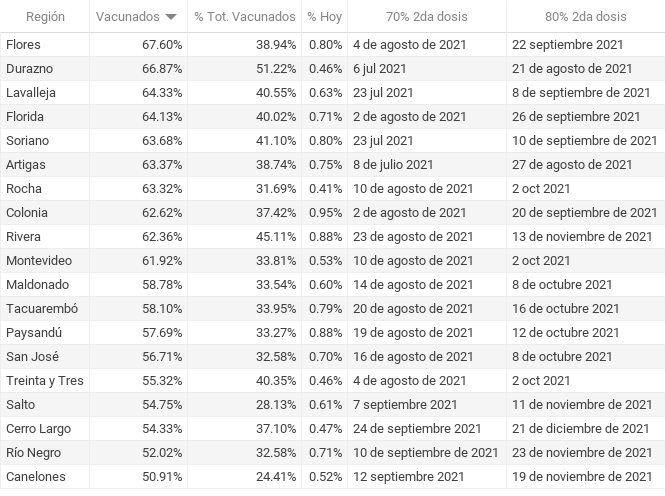 Región Vacunados % Tot. Vacunados % Hoy 70% 2da dosis 80% 2da dosis
Flores 67.60% 38.94% 0.80% 4 de agosto de 2021 22 septiembre 2021
Durazno 66.87% 51.22% 0.46% 6 jul 2021 21 de agosto de 2021
Lavalleja 64.33% 40.55% 0.63% 23 jul 2021 8 de septiembre de 2021
Florida 64.13% 40.02% 0.71% 2 de agosto de 2021 26 de septiembre 2021
Soriano 63.68% 41.10% 0.80% 23 jul 2021 10 de septiembre de 2021
Artigas 63.37% 38.74% 0.75% 8 de julio 2021 27 de agosto de 2021
Rocha 63.32% 31.69% 0.41% 10 de agosto de 2021 2 oct 2021
Colonia 62.62% 37.42% 0.95% 2 de agosto de 2021 20 de septiembre de 2021
Rivera 62.36% 45.11% 0.88% 23 de agosto de 2021 13 de noviembre de 2021
Montevideo 61.92% 33.81% 0.53% 10 de agosto de 2021 2 oct 2021
Maldonado 58.78% 33.54% 0.60% 14 de agosto de 2021 8 de octubre 2021
Tacuarembó 58.10% 33.95% 0.79% 20 de agosto de 2021 16 de octubre 2021
Paysandú 57.69% 33.27% 0.88% 19 de agosto de 2021 12 de octubre 2021
San José 56.71% 32.58% 0.70% 16 de agosto de 2021 8 de octubre 2021
Treinta y Tres 55.32% 40.35% 0.46% 4 de agosto de 2021 2 oct 2021
Salto 54.75% 28.13% 0.61% 7 septiembre 2021 11 de noviembre de 2021
Cerro Largo 54.33% 37.10% 0.47% 24 de septiembre 2021 21 de diciembre de 2021
Río Negro 52.02% 32.58% 0.71% 10 de septiembre de 2021 23 de noviembre de 2021
Canelones 50.91% 24.41% 0.52% 12 septiembre 2021 19 de noviembre de 2021